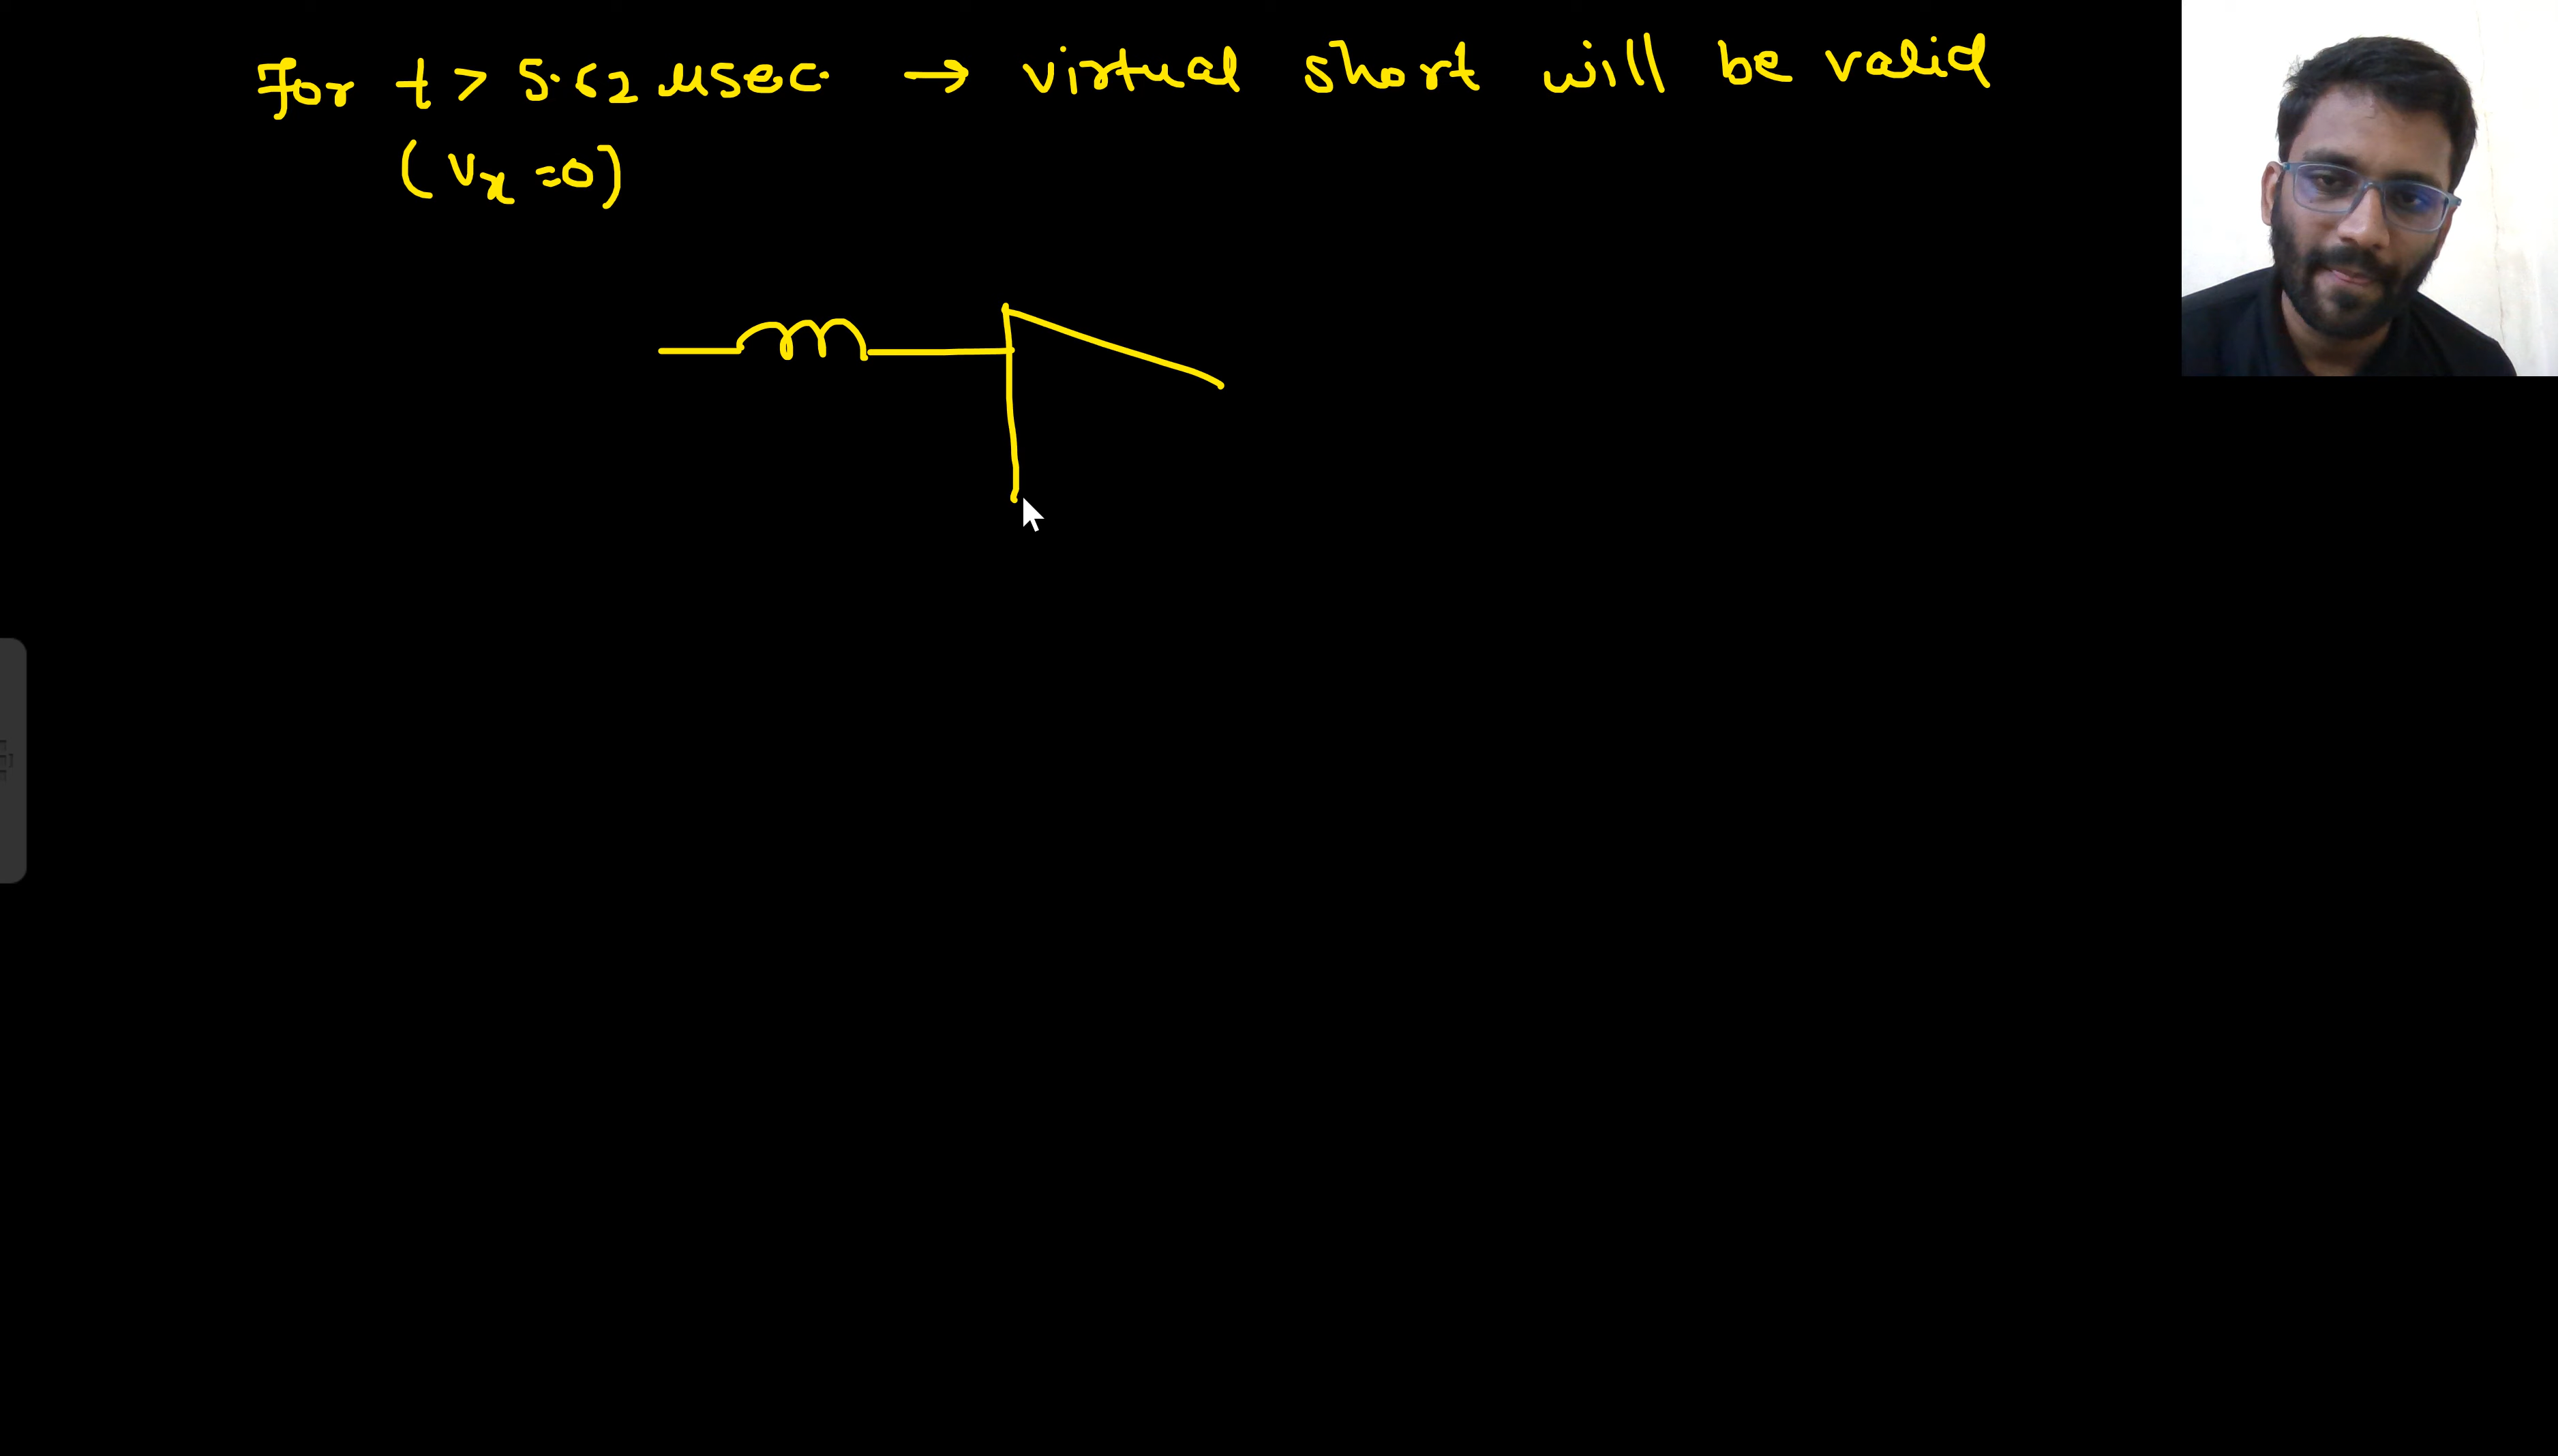 For t > 5.62 μsec. → virtual short will be valid
(Vx = 0)